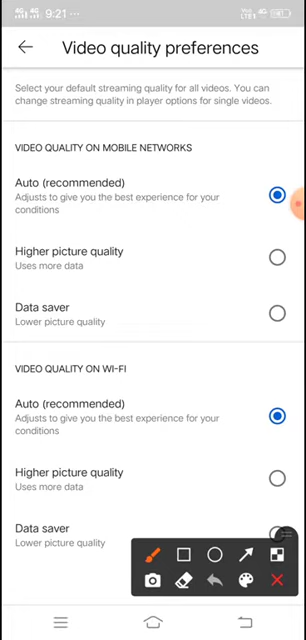 4G 4G 9:21 ...
Video quality preferences
Select your default streaming quality for all videos. You can
change streaming quality in player options for single videos.
VIDEO QUALITY ON MOBILE NETWORKS
Auto (recommended)
Adjusts to give you the best experience for your
conditions
Higher picture quality
Uses more data
Data saver
Lower picture quality
VIDEO QUALITY ON WI-FI
Auto (recommended)
Adjusts to give you the best experience for your
conditions
Higher picture quality
Uses more data
Data saver
Lower picture quality